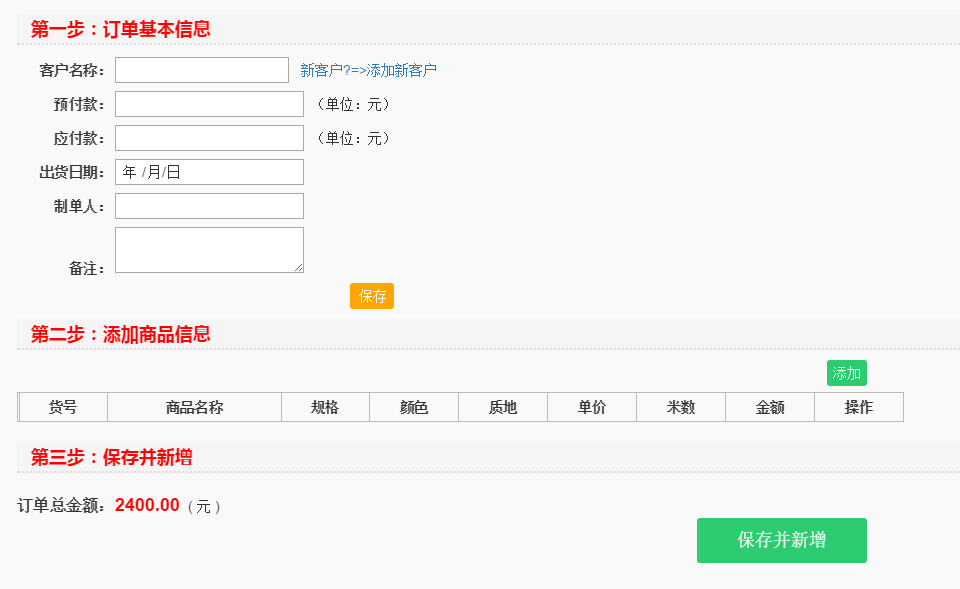 第一步：订单基本信息
客户名称： 新客户?=>添加新客户
预付款： （单位：元）
应付款： （单位：元）
出货日期： 年 /月/日
制单人：
备注：
保存
第二步：添加商品信息
添加
货号 商品名称 规格 颜色 质地 单价 米数 金额 操作
第三步：保存并新增
订单总金额：2400.00（元）
保存并新增